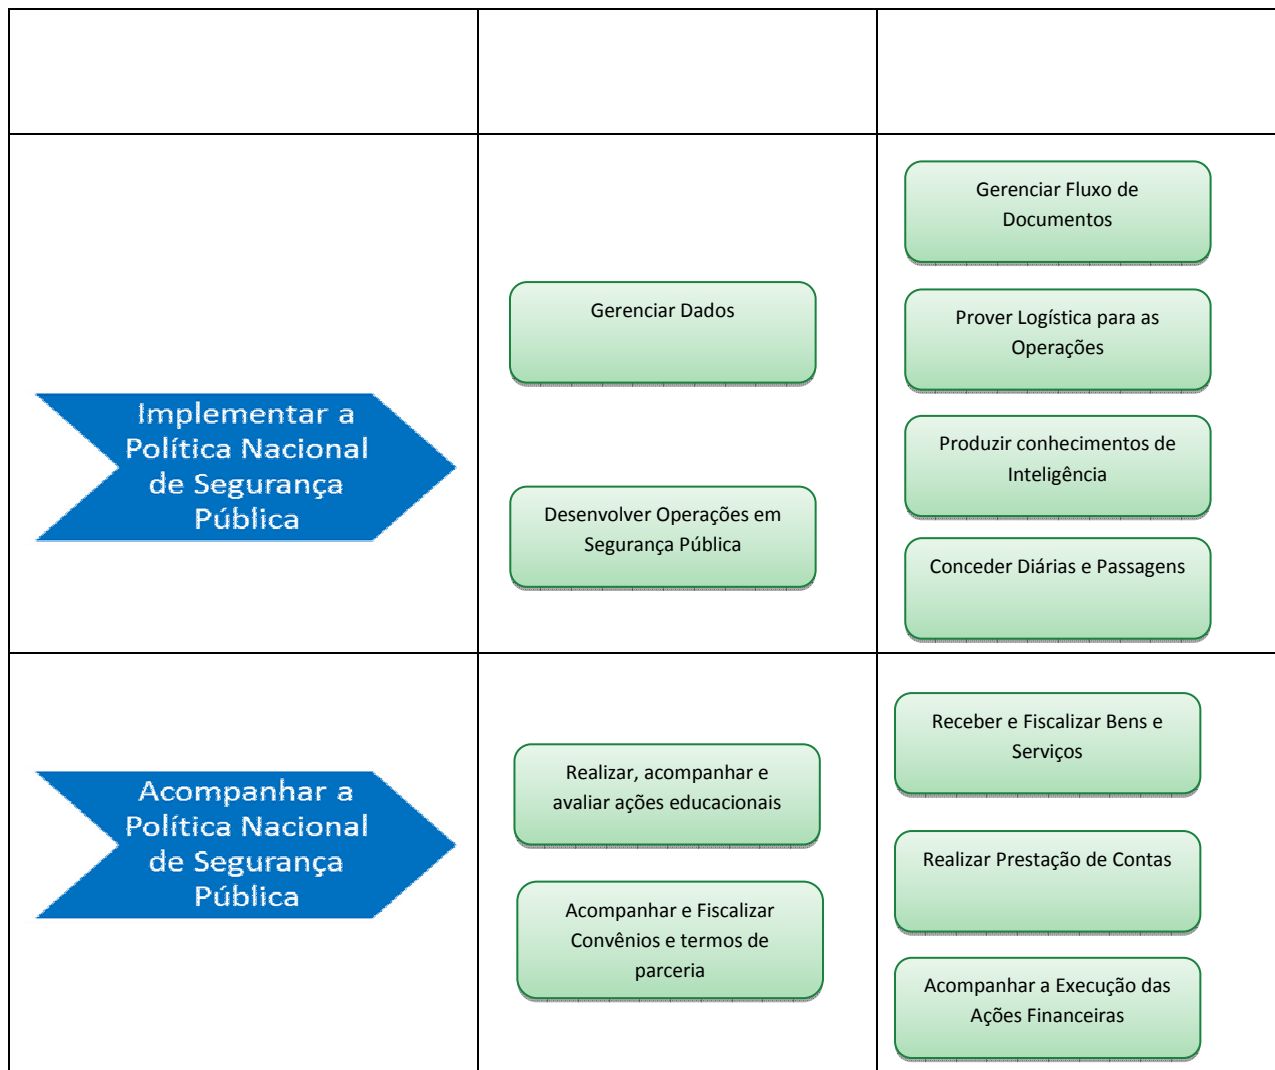 Implementar a
Política Nacional
de Segurança
Pública
Gerenciar Dados
Desenvolver Operações em
Segurança Pública
Gerenciar Fluxo de
Documentos
Prover Logística para as
Operações
Produzir conhecimentos de
Inteligência
Conceder Diárias e Passagens
Acompanhar a
Política Nacional
de Segurança
Pública
Realizar, acompanhar e
avaliar ações educacionais
Acompanhar e Fiscalizar
Convênios e termos de
parceria
Receber e Fiscalizar Bens e
Serviços
Realizar Prestação de Contas
Acompanhar a Execução das
Ações Financeiras